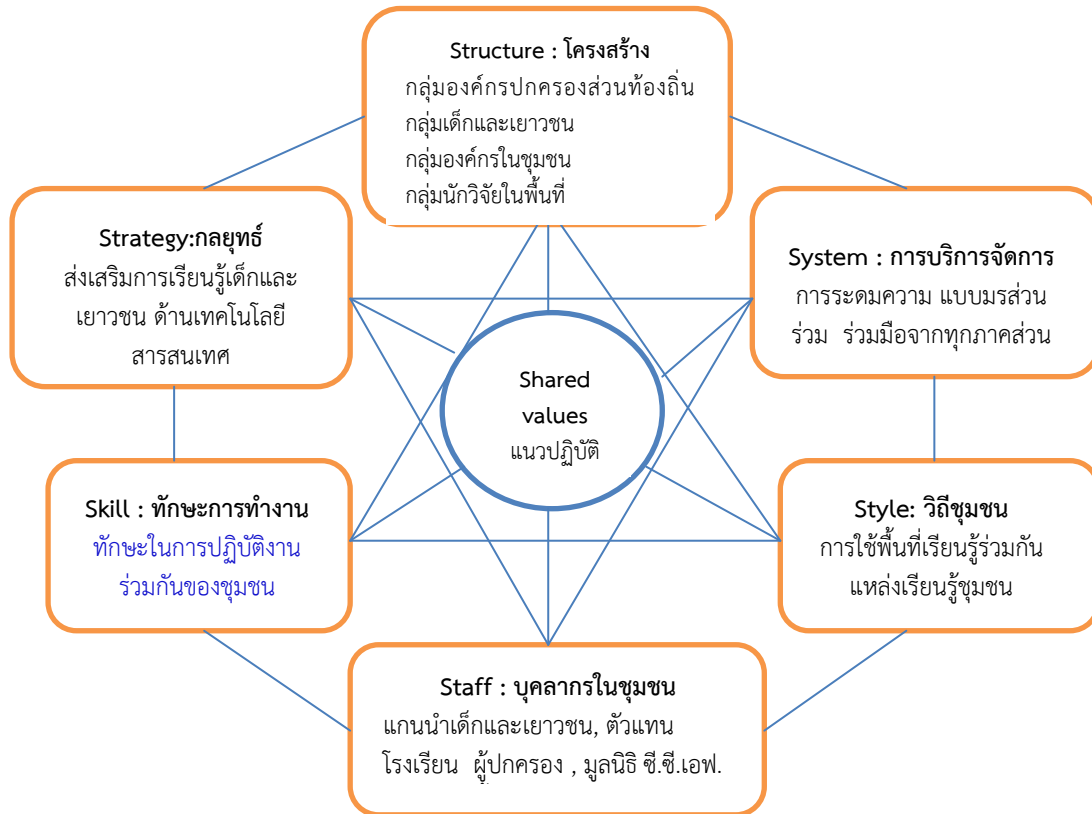 Structure : โครงสร้าง
กลุ่มองค์กรปกครองส่วนท้องถิ่น
กลุ่มเด็กและเยาวชน
กลุ่มองค์กรในชุมชน
กลุ่มนักวิจัยในพื้นที่
Strategy:กลยุทธ์
ส่งเสริมการเรียนรู้เด็กและ
เยาวชน ด้านเทคโนโลยี
สารสนเทศ
System : การบริการจัดการ
การระดมความ แบบมรส่วน
ร่วม ร่วมมือจากทุกภาคส่วน
Shared
values
แนวปฏิบัติ
Skill : ทักษะการทำงาน
ทักษะในการปฏิบัติงาน
ร่วมกันของชุมชน
Style: วิถีชุมชน
การใช้พื้นที่เรียนรู้ร่วมกัน
แหล่งเรียนรู้ชุมชน
Staff : บุคลากรในชุมชน
แกนนำเด็กและเยาวชน, ตัวแทน
โรงเรียน ผู้ปกครอง , มูลนิธิ ซี.ซี.เอฟ.